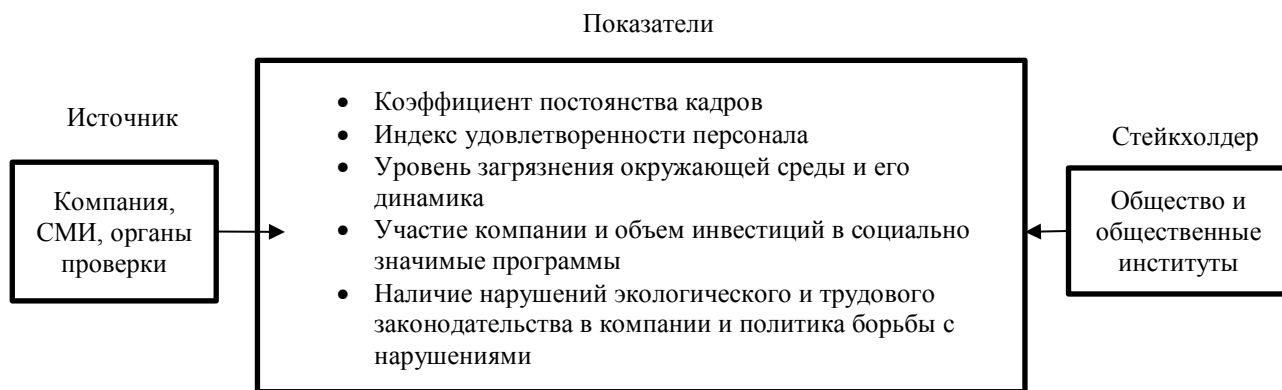 Показатели
Источник
Компания,
СМИ, органы
проверки
• Коэффициент постоянства кадров
• Индекс удовлетворенности персонала
• Уровень загрязнения окружающей среды и его
динамика
• Участие компании и объем инвестиций в социально
значимые программы
• Наличие нарушений экологического и трудового
законодательства в компании и политика борьбы с
нарушениями
Стейкхолдер
Общество и
общественные
институты